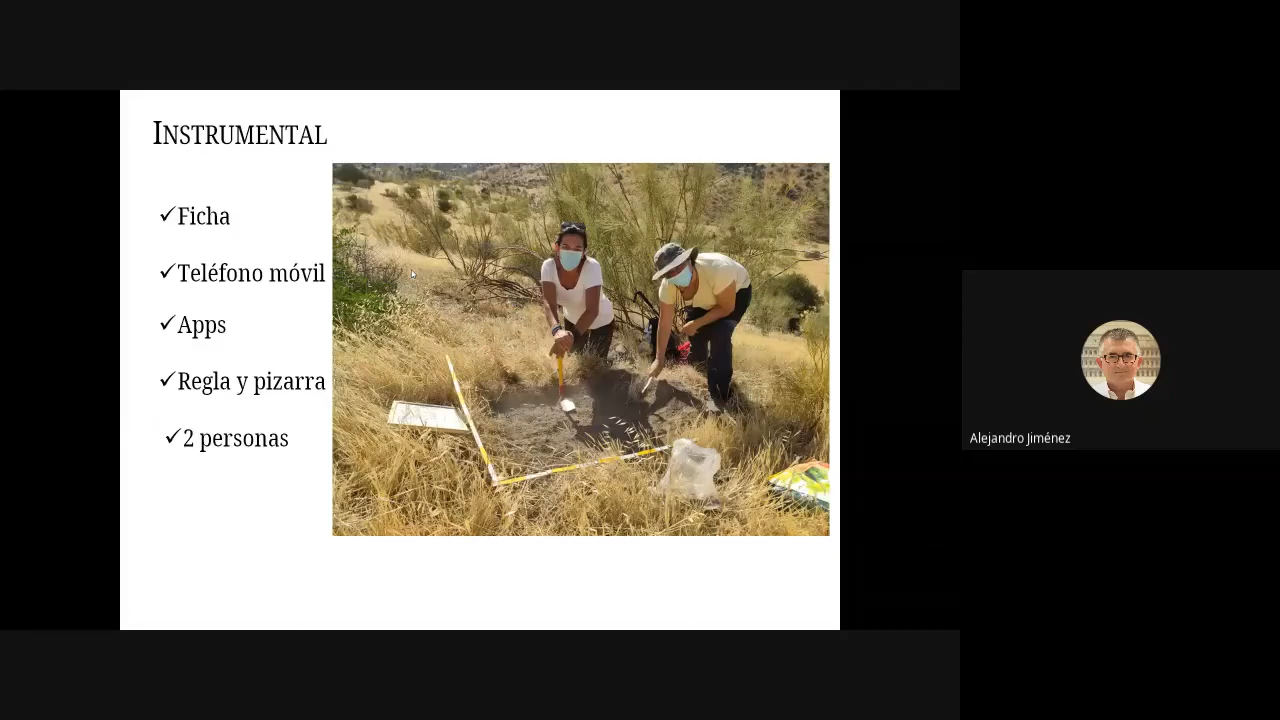 INSTRUMENTAL
✓Ficha
✓Teléfono móvil
✓Apps
✓Regla y pizarra
✓2 personas
Alejandro Jiménez